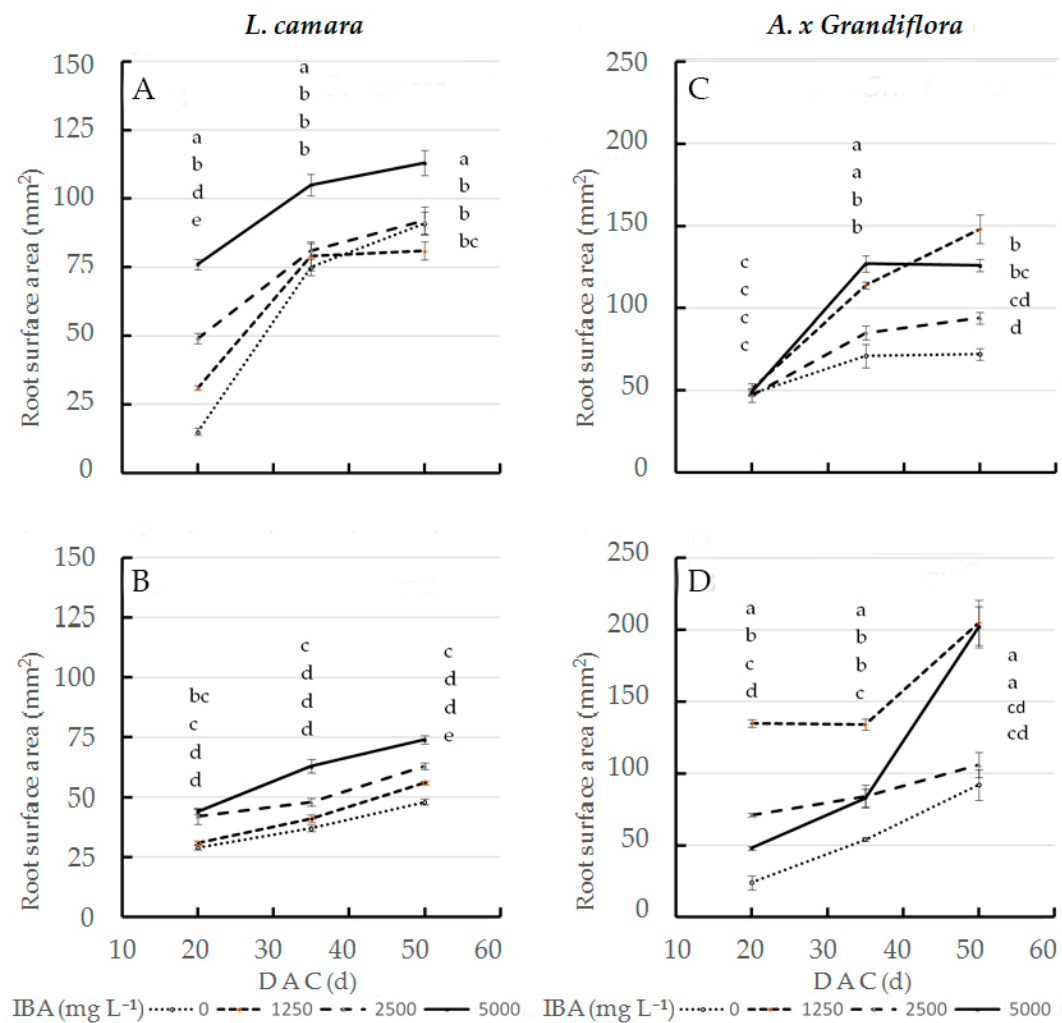 L. camara
A. x Grandiflora
A
Root surface area (mm²)
150
125
100
75
50
25
0
a
b
d
e
a
b
b
b
a
b
b
bc
C
Root surface area (mm²)
250
200
150
100
50
0
c
c
c
c
a
a
b
b
b
bc
cd
d
B
Root surface area (mm²)
150
125
100
75
50
25
0
bc
c
d
d
c
d
d
d
c
d
d
e
10 20 30 40 50 60
D A C (d)
D
Root surface area (mm²)
250
200
150
100
50
0
a
b
c
d
a
b
b
c
a
a
cd
cd
10 20 30 40 50 60
D A C (d)
IBA (mg L⁻¹) 0 1250 2500 5000
IBA (mg L⁻¹) 0 1250 2500 5000